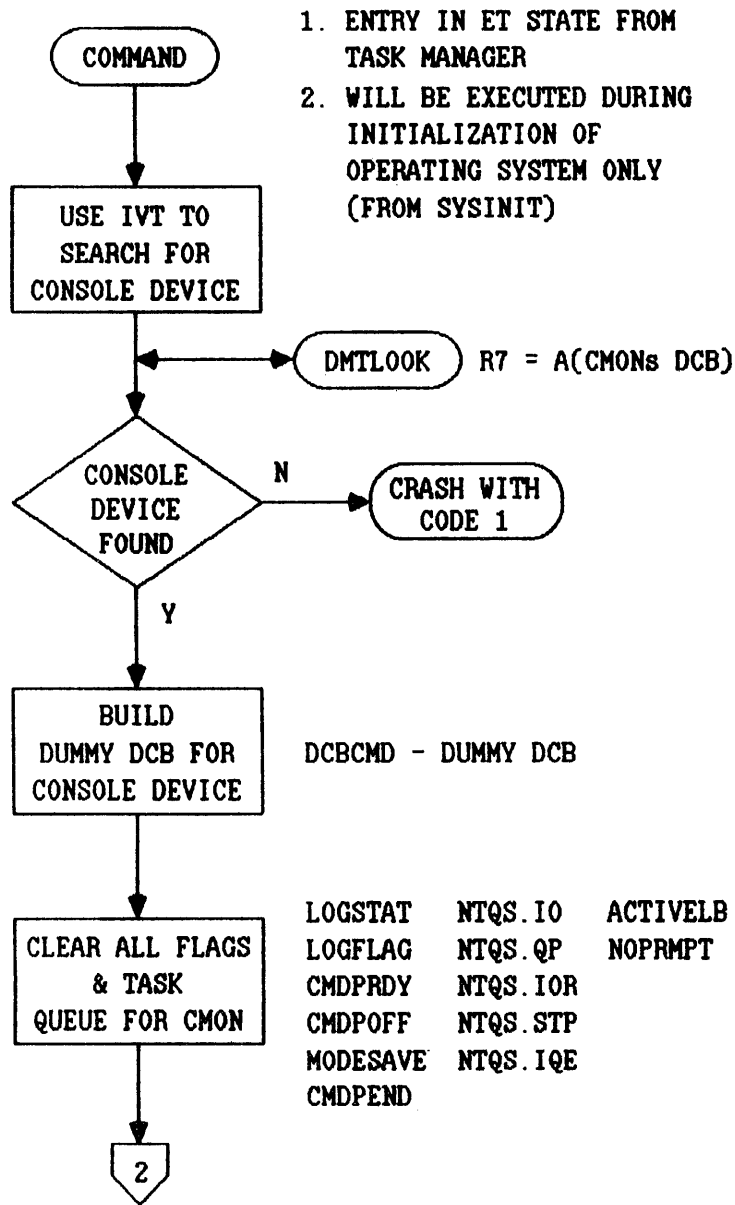 1. ENTRY IN ET STATE FROM
TASK MANAGER
2. WILL BE EXECUTED DURING
INITIALIZATION OF
OPERATING SYSTEM ONLY
(FROM SYSINIT)
COMMAND
USE IVT TO
SEARCH FOR
CONSOLE DEVICE
DMTLOOK R7 = A(CMONs DCB)
CONSOLE
DEVICE
FOUND
N
CRASH WITH
CODE 1
Y
BUILD
DUMMY DCB FOR
CONSOLE DEVICE
DCBCMD - DUMMY DCB
CLEAR ALL FLAGS
& TASK
QUEUE FOR CMON
LOGSTAT NTQS.IO ACTIVELB
LOGFLAG NTQS.QP NOPRMPT
CMDPRDY NTQS.IOR
CMDPOFF NTQS.STP
MODESAVE NTQS.IQE
CMDPEND
2